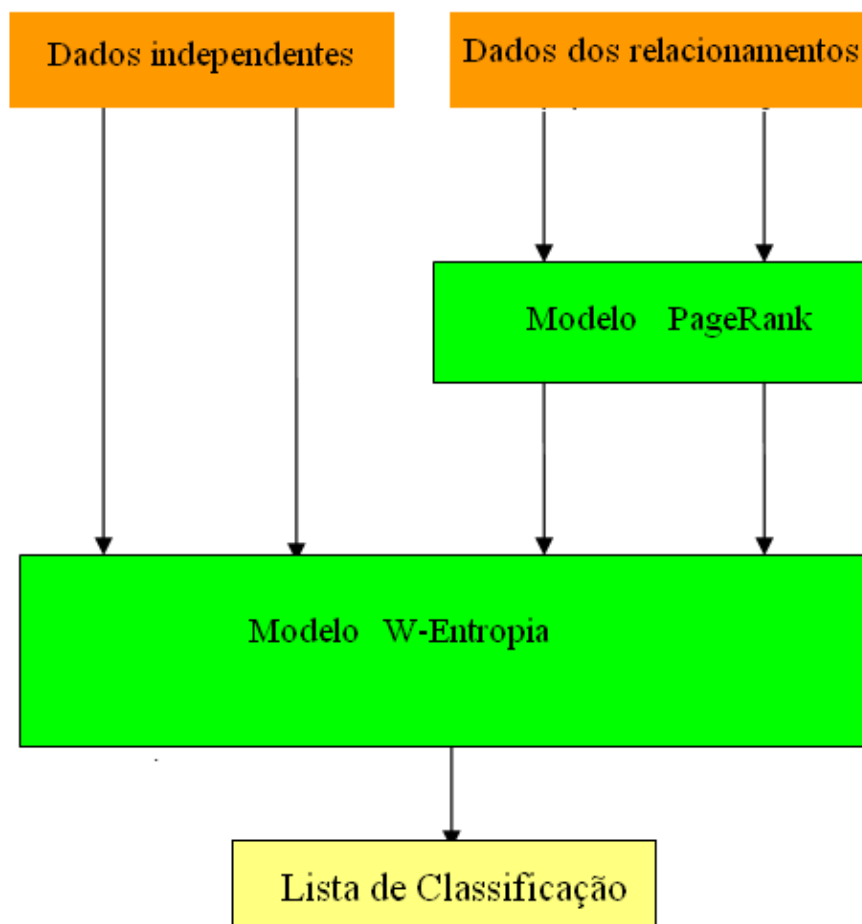 Dados independentes
Dados dos relacionamentos
Modelo PageRank
Modelo W-Entropia
Lista de Classificação